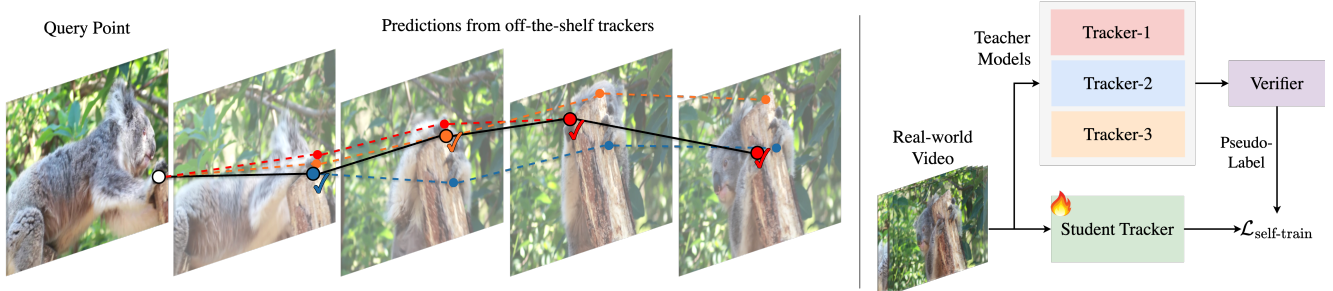 Query Point
Predictions from off-the-shelf trackers
Teacher
Models
Tracker-1
Tracker-2
Tracker-3
Verifier
Real-world
Video
Pseudo-
Label
Student Tracker
ℒself-train